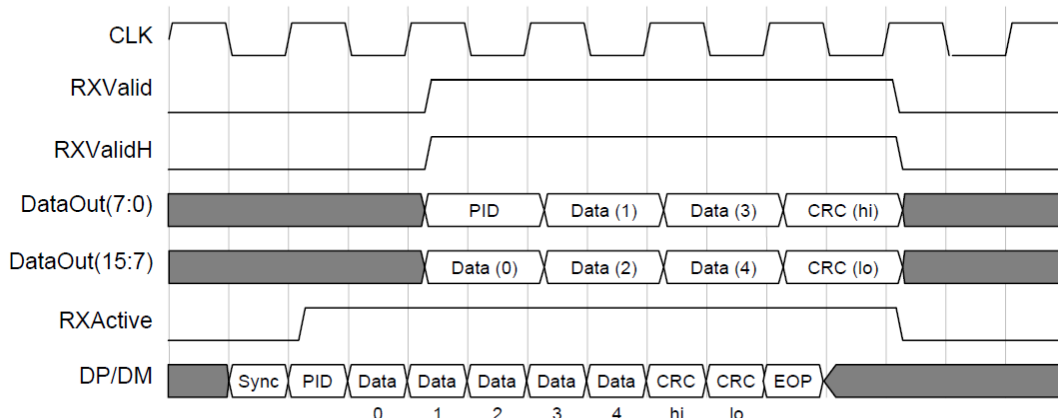 CLK
RXValid
RXValidH
DataOut(7:0) PID Data (1) Data (3) CRC (hi)
DataOut(15:7) Data (0) Data (2) Data (4) CRC (lo)
RXActive
DP/DM Sync PID Data Data Data Data Data CRC CRC EOP
0 1 2 3 4 hi lo